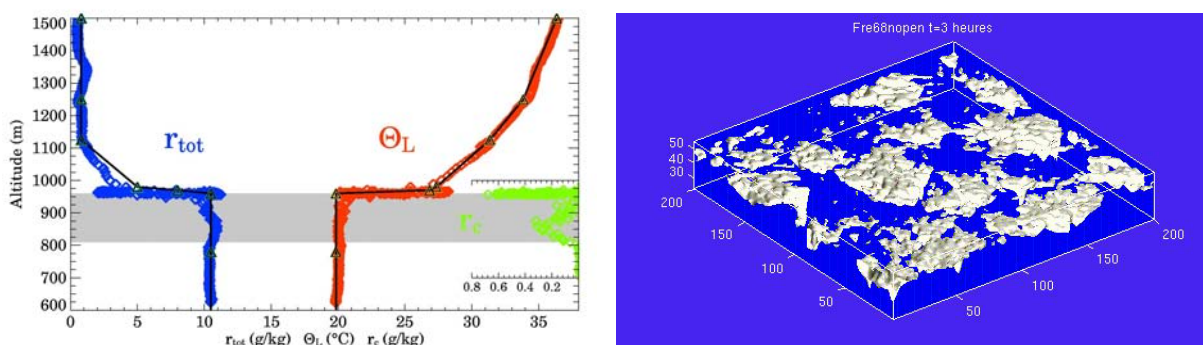 1500
1400
1300
1200
1100
1000
900
800
700
600
Altitude (m)
r_tot
Θ_L
r_c
0.8 0.6 0.4 0.2
0 5 10 15 20 25 30 35
r_tot (g/kg) Θ_L (°C) r_c (g/kg)
Fre68nopen t=3 heures
50
40
30
200
150
100
50
50
100
150
200